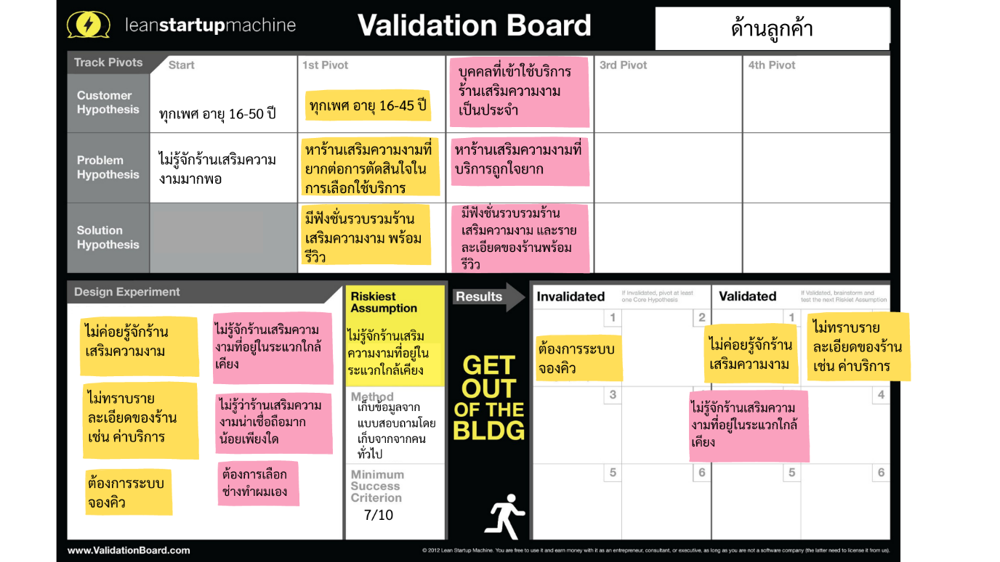 leanstartupmachine
Validation Board
ด้านลูกค้า
Track Pivots
Start
1st Pivot
3rd Pivot
4th Pivot
Customer
Hypothesis
ทุกเพศ อายุ 16-50 ปี
ทุกเพศ อายุ 16-45 ปี
บุคคลที่เข้าใช้บริการ
ร้านเสริมความงาม
เป็นประจำ
Problem
Hypothesis
ไม่รู้จักร้านเสริมความ
งามมากพอ
หาร้านเสริมความงามที่
ยากต่อการตัดสินใจใน
การเลือกใช้บริการ
หาร้านเสริมความงามที่
บริการถูกใจยาก
Solution
Hypothesis
มีฟังชั่นรวบรวมร้าน
เสริมความงาม พร้อม
รีวิว
มีฟังชั่นรวบรวมร้าน
เสริมความงาม และราย
ละเอียดของร้านพร้อม
รีวิว
Design Experiment
ไม่ค่อยรู้จักร้าน
เสริมความงาม
ไม่ทราบราย
ละเอียดของร้าน
เช่น ค่าบริการ
ต้องการระบบ
จองคิว
ไม่รู้จักร้านเสริมความ
งามที่อยู่ในระแวกใกล้
เคียง
ไม่รู้ว่าร้านเสริมความ
งามน่าเชื่อถือมาก
น้อยเพียงใด
ต้องการเลือก
ช่างทำผมเอง
Riskiest
Assumption
ไม่รู้จักร้านเสริม
ความงามที่อยู่ใน
ระแวกใกล้เคียง
Method
เก็บข้อมูลจาก
แบบสอบถามโดย
เก็บจากจากคน
ทั่วไป
Minimum
Success
Criterion
7/10
Results
GET
OUT
OF THE
BLDG
Invalidated
If Invalidated, pivot at least
one Core Hypothesis
Validated
If Validated, brainstorm and
test the next Riskiest Assumption
1
2
1
ต้องการระบบ
จองคิว
ไม่ค่อยรู้จักร้าน
เสริมความงาม
ไม่ทราบราย
ละเอียดของร้าน
เช่น ค่าบริการ
3
4
ไม่รู้จักร้านเสริมความ
งามที่อยู่ในระแวกใกล้
เคียง
5
6
5
6
www.ValidationBoard.com
© 2012 Lean Startup Machine. You are free to use it and earn money with it as an entrepreneur, consultant, or executive, as long as you are not a software company (the latter need to license it from us).